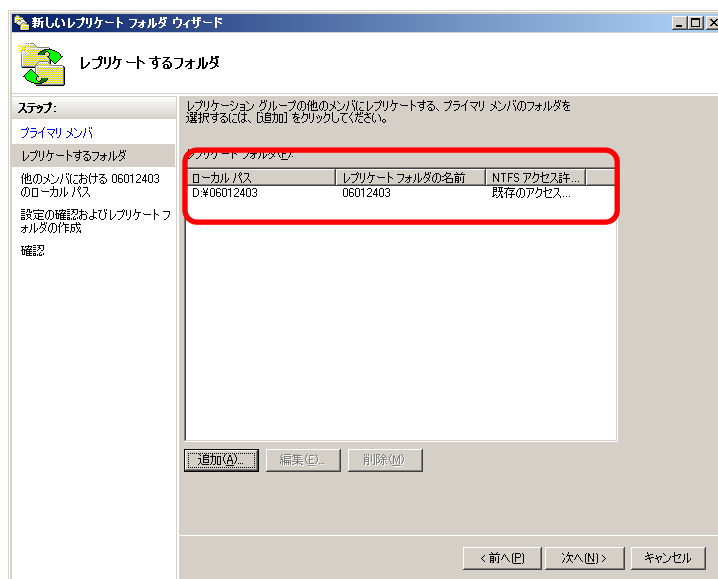 新しいレプリケート フォルダ ウィザード
レプリケートするフォルダ
ステップ:
プライマリ メンバ
レプリケートするフォルダ
他のメンバにおける 06012403
のローカル パス
設定の確認およびレプリケート フ
ォルダの作成
確認
レプリケーション グループの他のメンバにレプリケートする、プライマリ メンバのフォルダを
選択するには、[追加] をクリックしてください。
レプリケート フォルダ(F):
ローカル パス レプリケート フォルダの名前 NTFS アクセス許...
D:¥06012403 06012403 既存のアクセス...
追加(A)... 編集(E)... 削除(M)
< 前へ(P) 次へ(N) > キャンセル